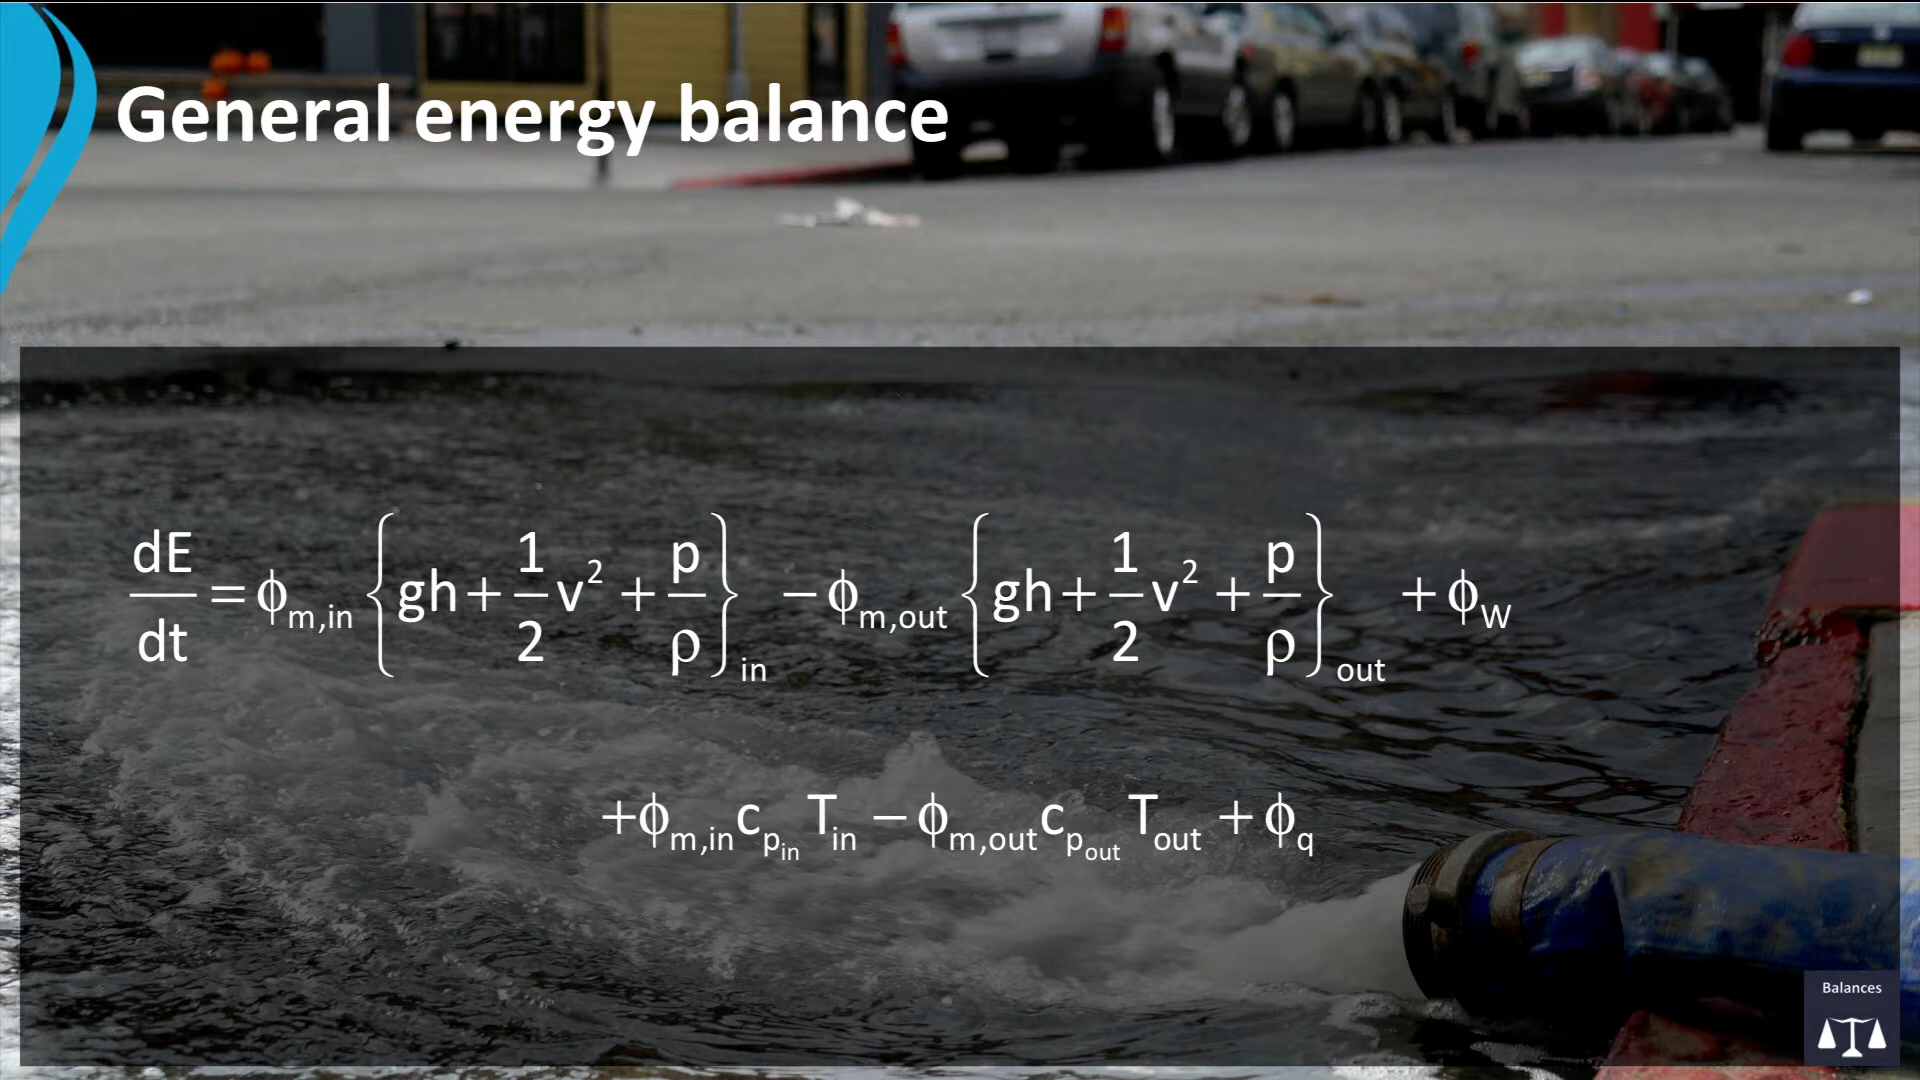 General energy balance
dE/dt = ϕm,in {gh + 1/2 v² + p/ρ}in − ϕm,out {gh + 1/2 v² + p/ρ}out + ϕW
+ϕm,in cpin Tin − ϕm,out cpout Tout + ϕq
Balances